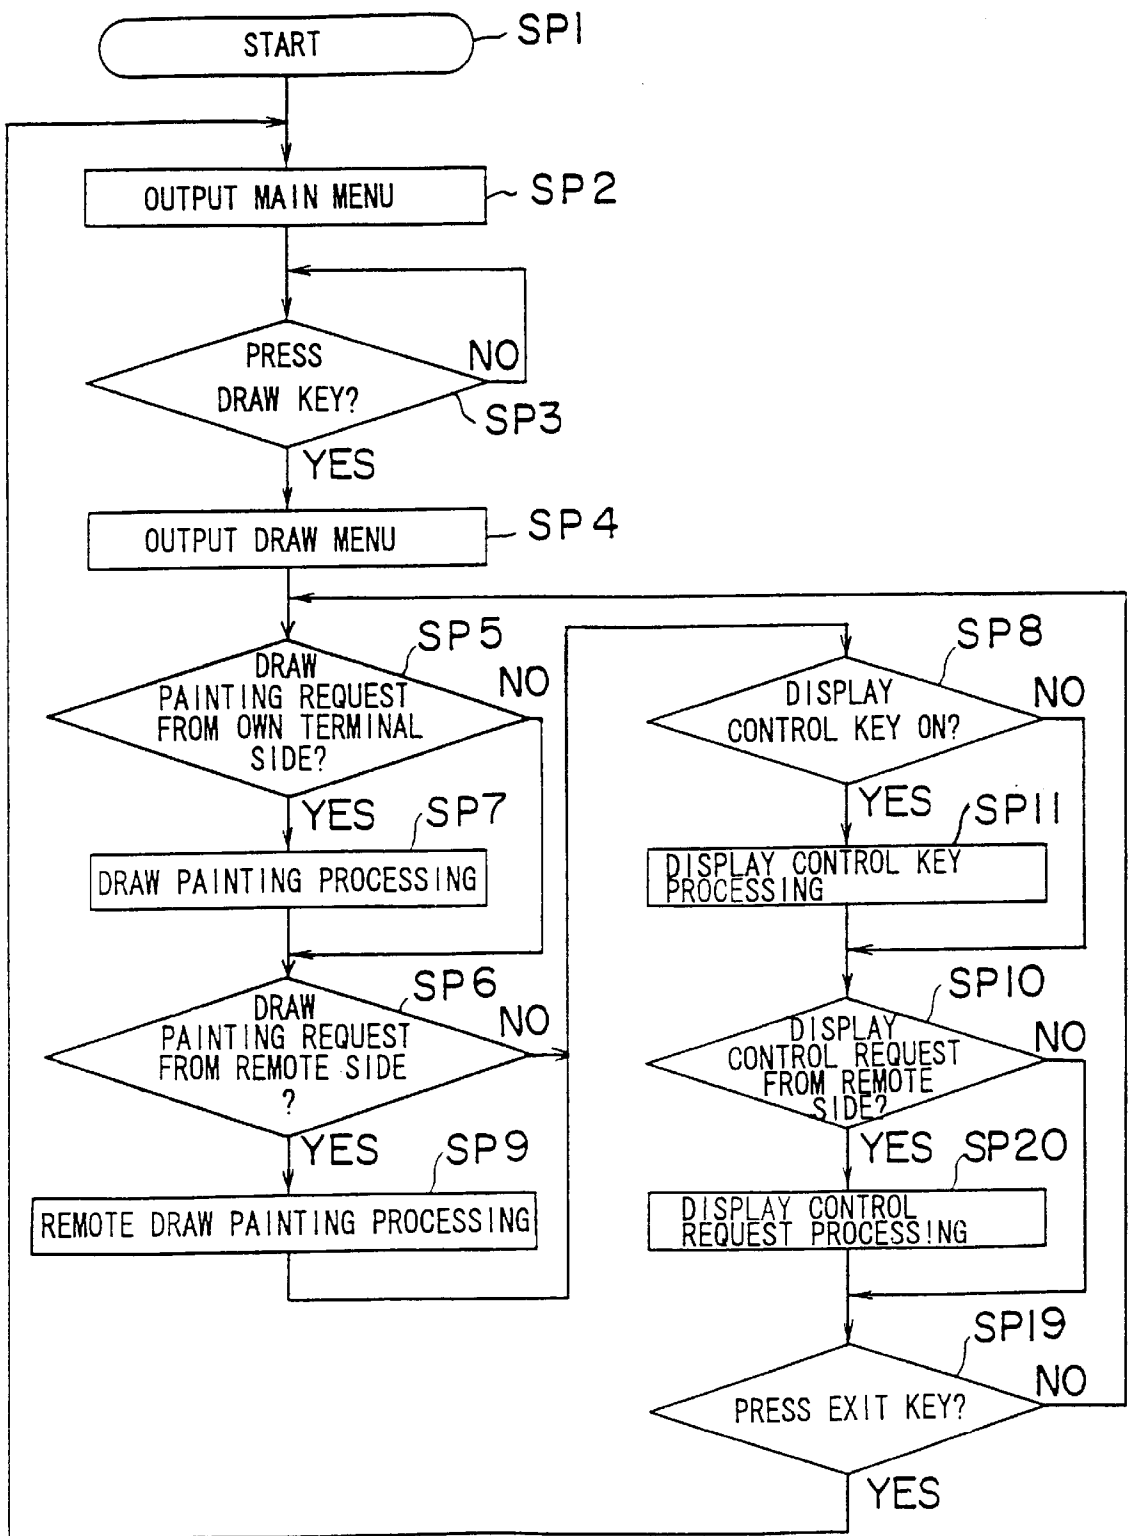 START
SP1
OUTPUT MAIN MENU
SP2
PRESS
DRAW KEY?
NO
SP3
YES
OUTPUT DRAW MENU
SP4
SP5
DRAW
PAINTING REQUEST
FROM OWN TERMINAL
SIDE?
NO
YES
SP7
DRAW PAINTING PROCESSING
SP6
DRAW
PAINTING REQUEST
FROM REMOTE SIDE
?
NO
YES
SP9
REMOTE DRAW PAINTING PROCESSING
SP8
DISPLAY
CONTROL KEY ON?
NO
YES
SP11
DISPLAY CONTROL KEY
PROCESSING
SP10
DISPLAY
CONTROL REQUEST
FROM REMOTE
SIDE?
NO
YES
SP20
DISPLAY CONTROL
REQUEST PROCESSING
SP19
PRESS EXIT KEY?
NO
YES